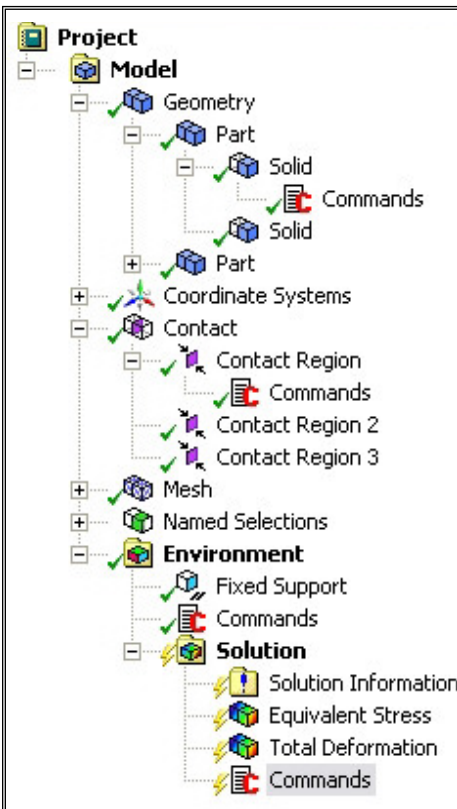 Project
Model
Geometry
Part
Solid
Commands
Solid
Part
Coordinate Systems
Contact
Contact Region
Commands
Contact Region 2
Contact Region 3
Mesh
Named Selections
Environment
Fixed Support
Commands
Solution
Solution Information
Equivalent Stress
Total Deformation
Commands